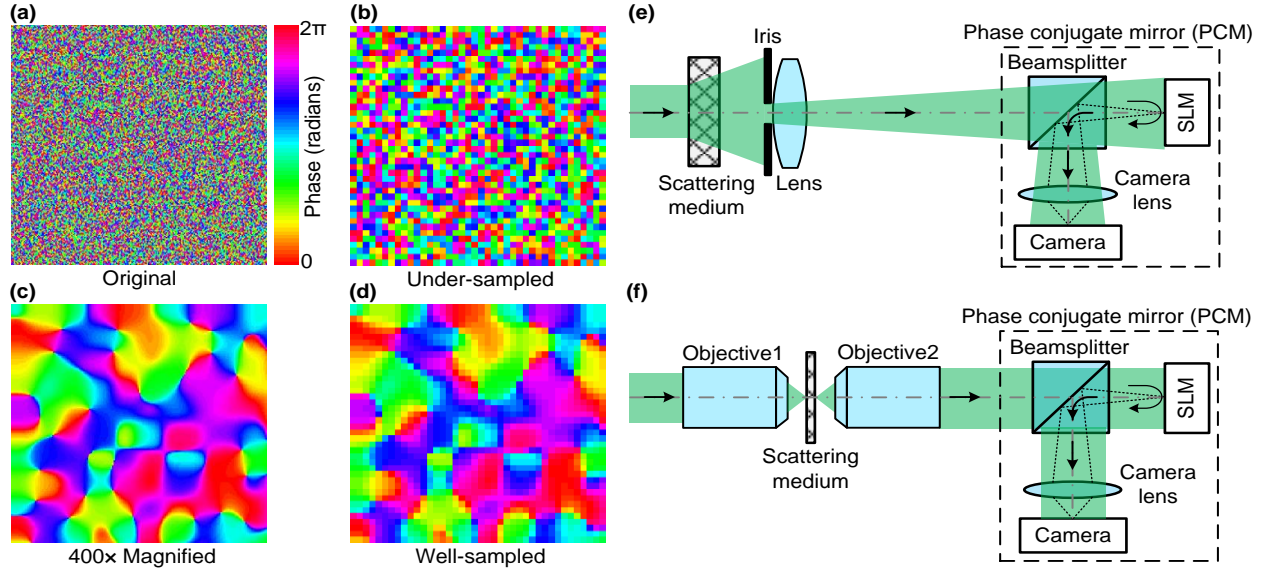 (a)
2π
Phase (radians)
0
Original
(b)
Under-sampled
(c)
400× Magnified
(d)
Well-sampled
(e)
Iris
Phase conjugate mirror (PCM)
Beamsplitter
SLM
Scattering
medium
Lens
Camera
lens
Camera
(f)
Phase conjugate mirror (PCM)
Objective1
Objective2
Beamsplitter
SLM
Scattering
medium
Camera
lens
Camera